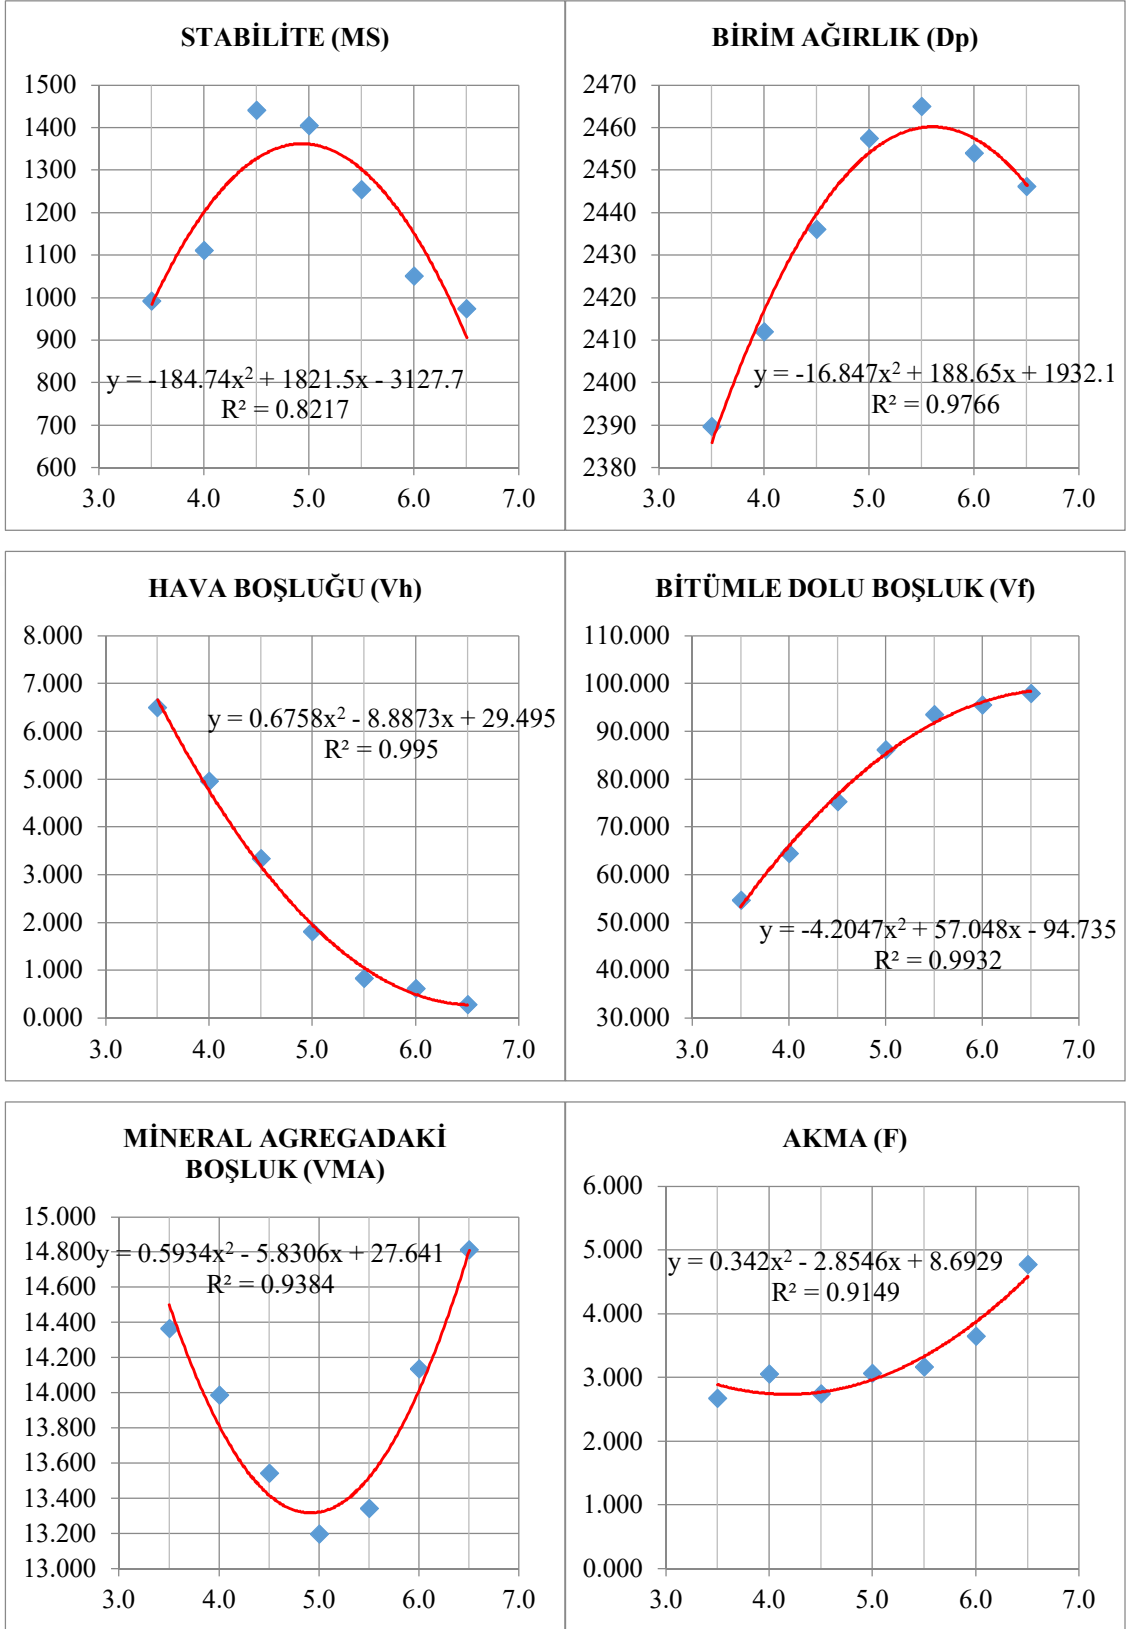 STABİLİTE (MS)
1500
1400
1300
1200
1100
1000
900
800
700
600
y = -184.74x² + 1821.5x - 3127.7
R² = 0.8217
3.0 4.0 5.0 6.0 7.0
BİRİM AĞIRLIK (Dp)
2470
2460
2450
2440
2430
2420
2410
2400
2390
2380
y = -16.847x² + 188.65x + 1932.1
R² = 0.9766
3.0 4.0 5.0 6.0 7.0
HAVA BOŞLUĞU (Vh)
8.000
7.000
6.000
5.000
4.000
3.000
2.000
1.000
0.000
y = 0.6758x² - 8.8873x + 29.495
R² = 0.995
3.0 4.0 5.0 6.0 7.0
BİTÜMLE DOLU BOŞLUK (Vf)
110.000
100.000
90.000
80.000
70.000
60.000
50.000
40.000
30.000
y = -4.2047x² + 57.048x - 94.735
R² = 0.9932
3.0 4.0 5.0 6.0 7.0
MİNERAL AGREGADAKİ
BOŞLUK (VMA)
15.000
14.800
14.600
14.400
14.200
14.000
13.800
13.600
13.400
13.200
13.000
y = 0.5934x² - 5.8306x + 27.641
R² = 0.9384
3.0 4.0 5.0 6.0 7.0
AKMA (F)
6.000
5.000
4.000
3.000
2.000
1.000
0.000
y = 0.342x² - 2.8546x + 8.6929
R² = 0.9149
3.0 4.0 5.0 6.0 7.0